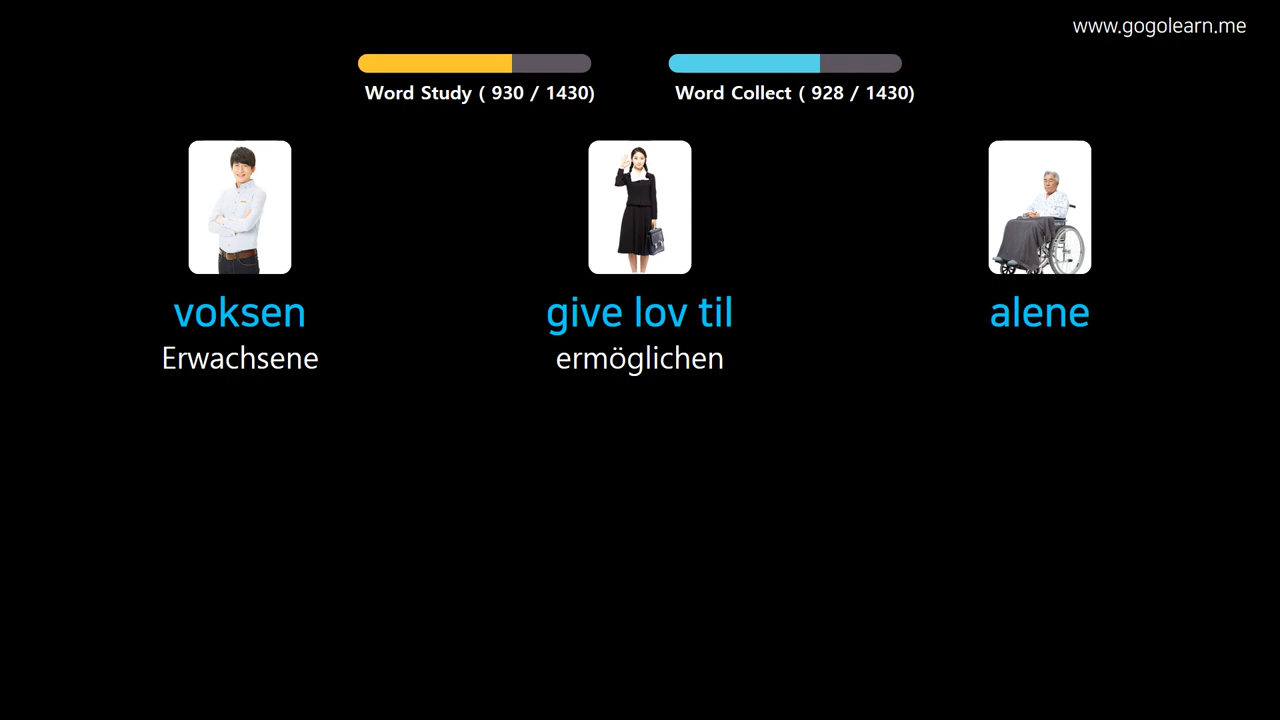 www.gogolearn.me
Word Study ( 930 / 1430)
Word Collect ( 928 / 1430)
voksen
Erwachsene
give lov til
ermöglichen
alene